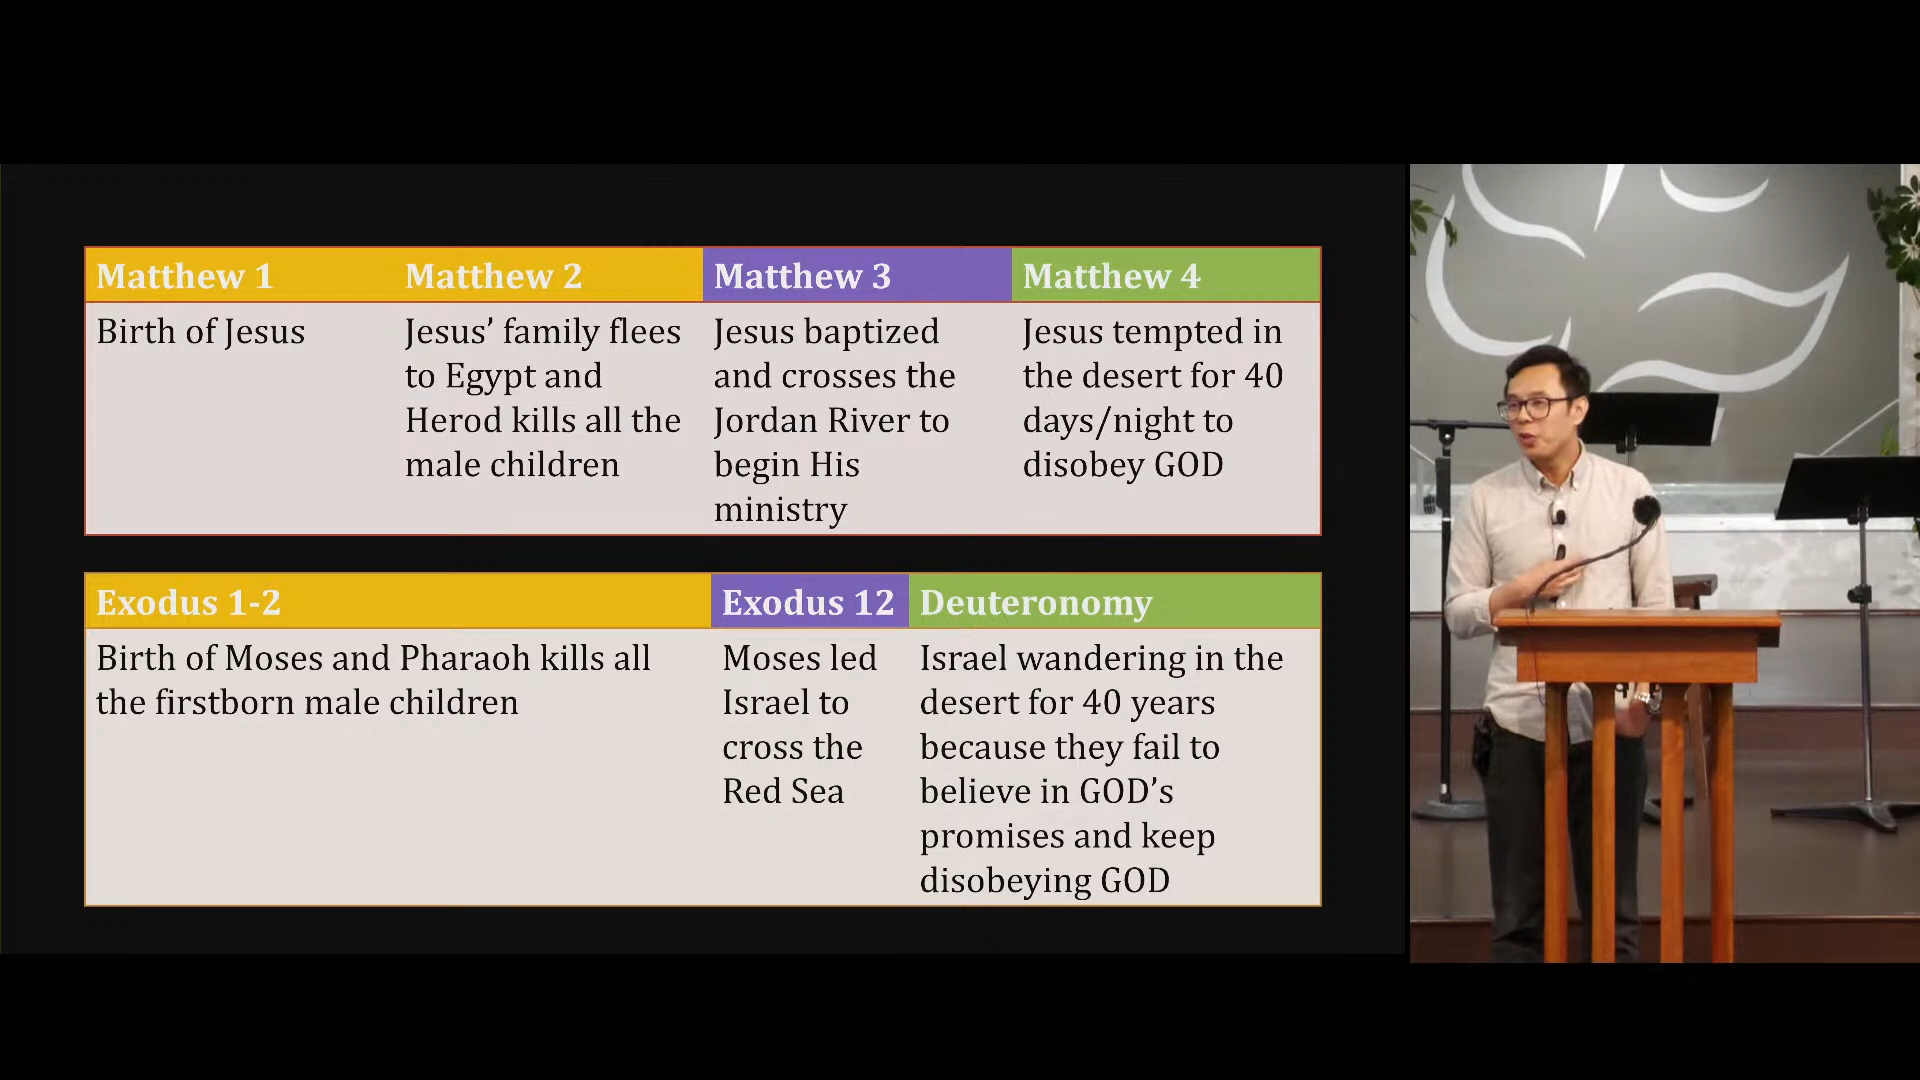 Matthew 1
Matthew 2
Matthew 3
Matthew 4
Birth of Jesus
Jesus’ family flees
to Egypt and
Herod kills all the
male children
Jesus baptized
and crosses the
Jordan River to
begin His
ministry
Jesus tempted in
the desert for 40
days/night to
disobey GOD
Exodus 1-2
Exodus 12
Deuteronomy
Birth of Moses and Pharaoh kills all
the firstborn male children
Moses led
Israel to
cross the
Red Sea
Israel wandering in the
desert for 40 years
because they fail to
believe in GOD’s
promises and keep
disobeying GOD